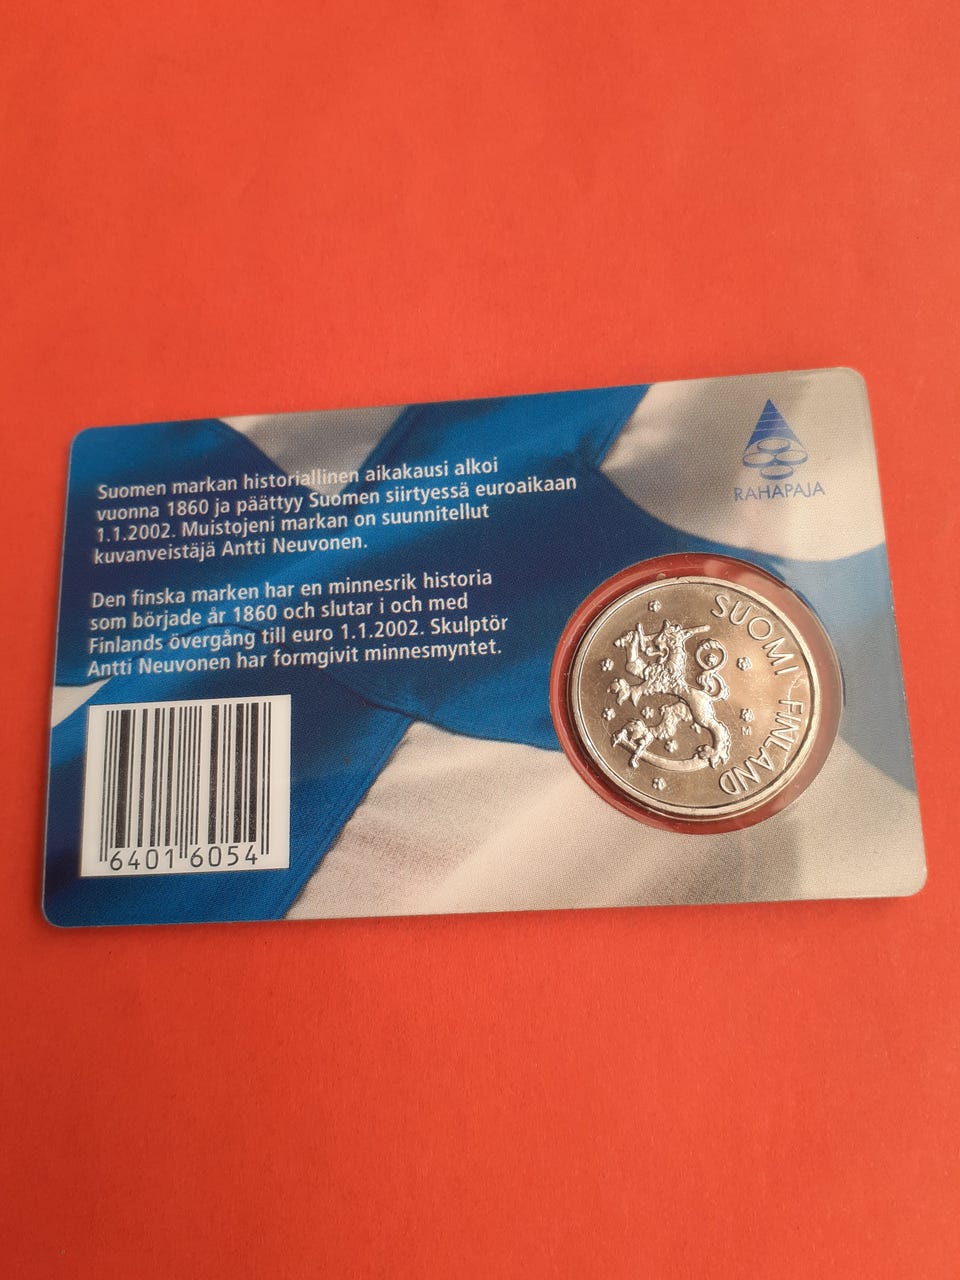 Suomen markan historiallinen aikakausi alkoi
vuonna 1860 ja päättyy Suomen siirtyessä euroaikaan
1.1.2002. Muistojeni markan on suunnitellut
kuvanveistäjä Antti Neuvonen.
Den finska marken har en minnesrik historia
som började år 1860 och slutar i och med
Finlands övergång till euro 1.1.2002. Skulptör
Antti Neuvonen har formgivit minnesmyntet.
6401 6054
RAHAPAJA
SUOMI - FINLAND
M